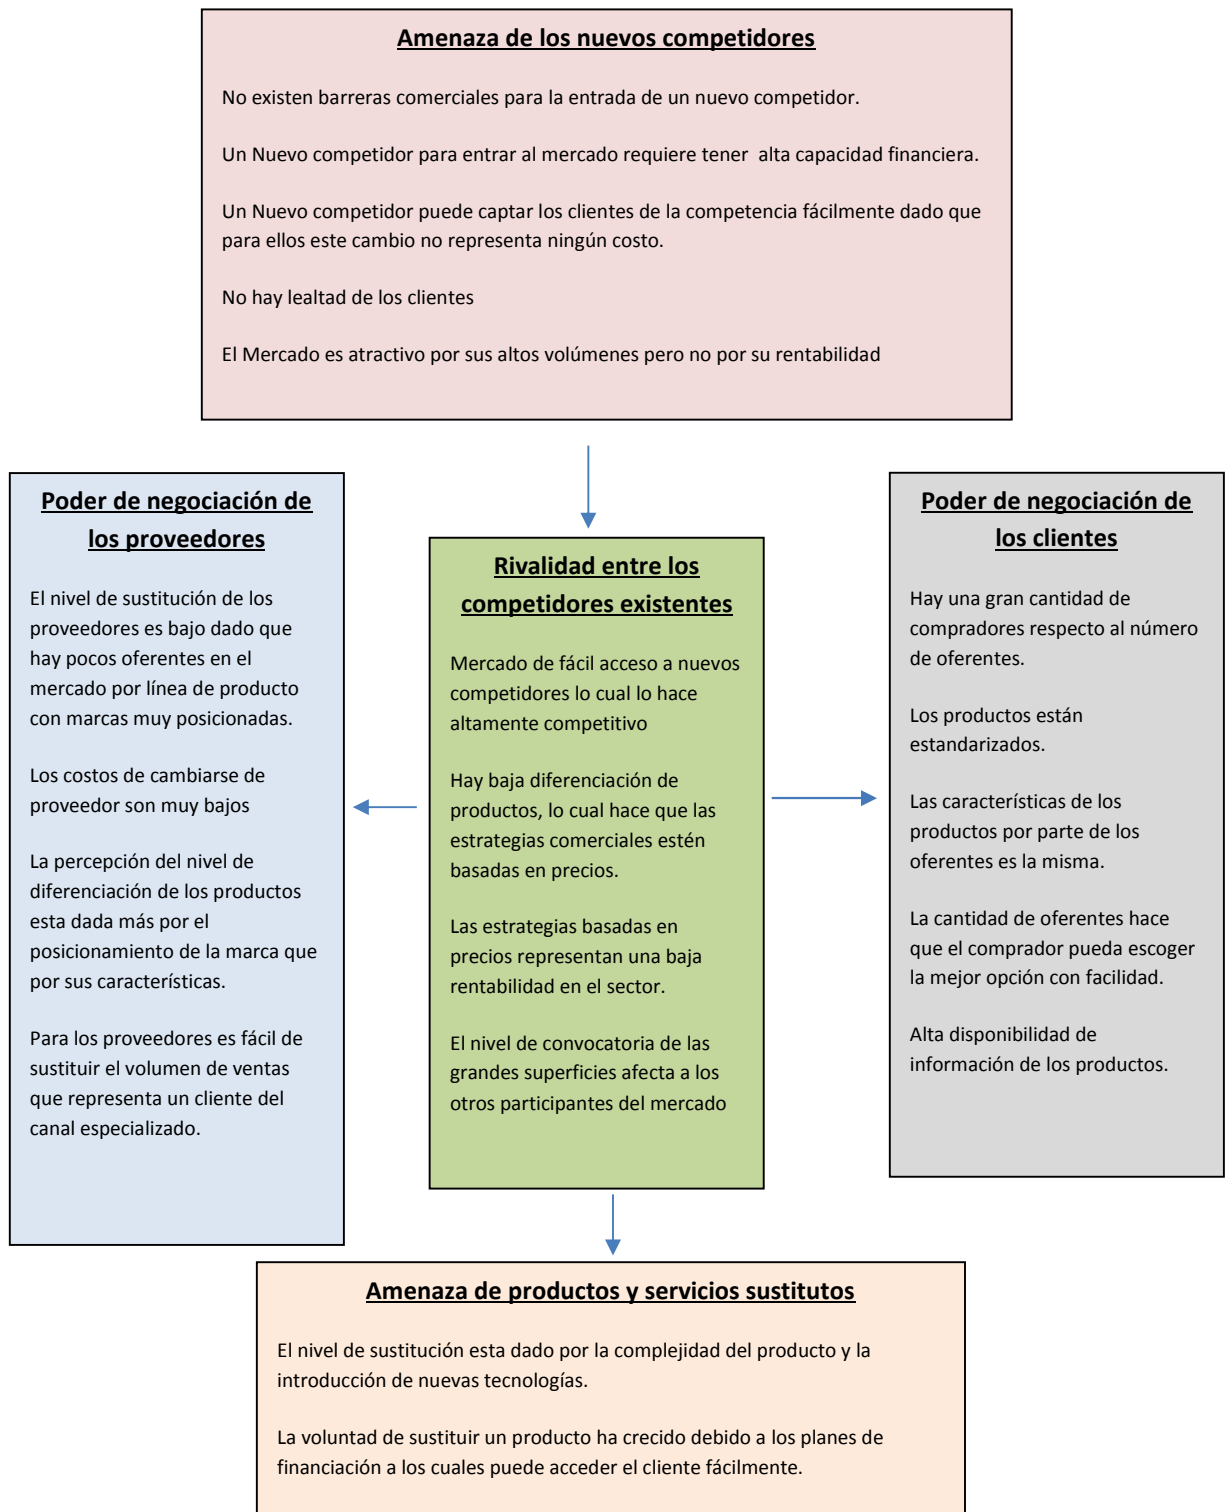 Amenaza de los nuevos competidores
No existen barreras comerciales para la entrada de un nuevo competidor.
Un Nuevo competidor para entrar al mercado requiere tener  alta capacidad financiera.
Un Nuevo competidor puede captar los clientes de la competencia fácilmente dado que
para ellos este cambio no representa ningún costo.
No hay lealtad de los clientes
El Mercado es atractivo por sus altos volúmenes pero no por su rentabilidad
Poder de negociación de
los proveedores
El nivel de sustitución de los
proveedores es bajo dado que
hay pocos oferentes en el
mercado por línea de producto
con marcas muy posicionadas.
Los costos de cambiarse de
proveedor son muy bajos
La percepción del nivel de
diferenciación de los productos
esta dada más por el
posicionamiento de la marca que
por sus características.
Para los proveedores es fácil de
sustituir el volumen de ventas
que representa un cliente del
canal especializado.
Rivalidad entre los
competidores existentes
Mercado de fácil acceso a nuevos
competidores lo cual lo hace
altamente competitivo
Hay baja diferenciación de
productos, lo cual hace que las
estrategias comerciales estén
basadas en precios.
Las estrategias basadas en
precios representan una baja
rentabilidad en el sector.
El nivel de convocatoria de las
grandes superficies afecta a los
otros participantes del mercado
Poder de negociación de
los clientes
Hay una gran cantidad de
compradores respecto al número
de oferentes.
Los productos están
estandarizados.
Las características de los
productos por parte de los
oferentes es la misma.
La cantidad de oferentes hace
que el comprador pueda escoger
la mejor opción con facilidad.
Alta disponibilidad de
información de los productos.
Amenaza de productos y servicios sustitutos
El nivel de sustitución esta dado por la complejidad del producto y la
introducción de nuevas tecnologías.
La voluntad de sustituir un producto ha crecido debido a los planes de
financiación a los cuales puede acceder el cliente fácilmente.